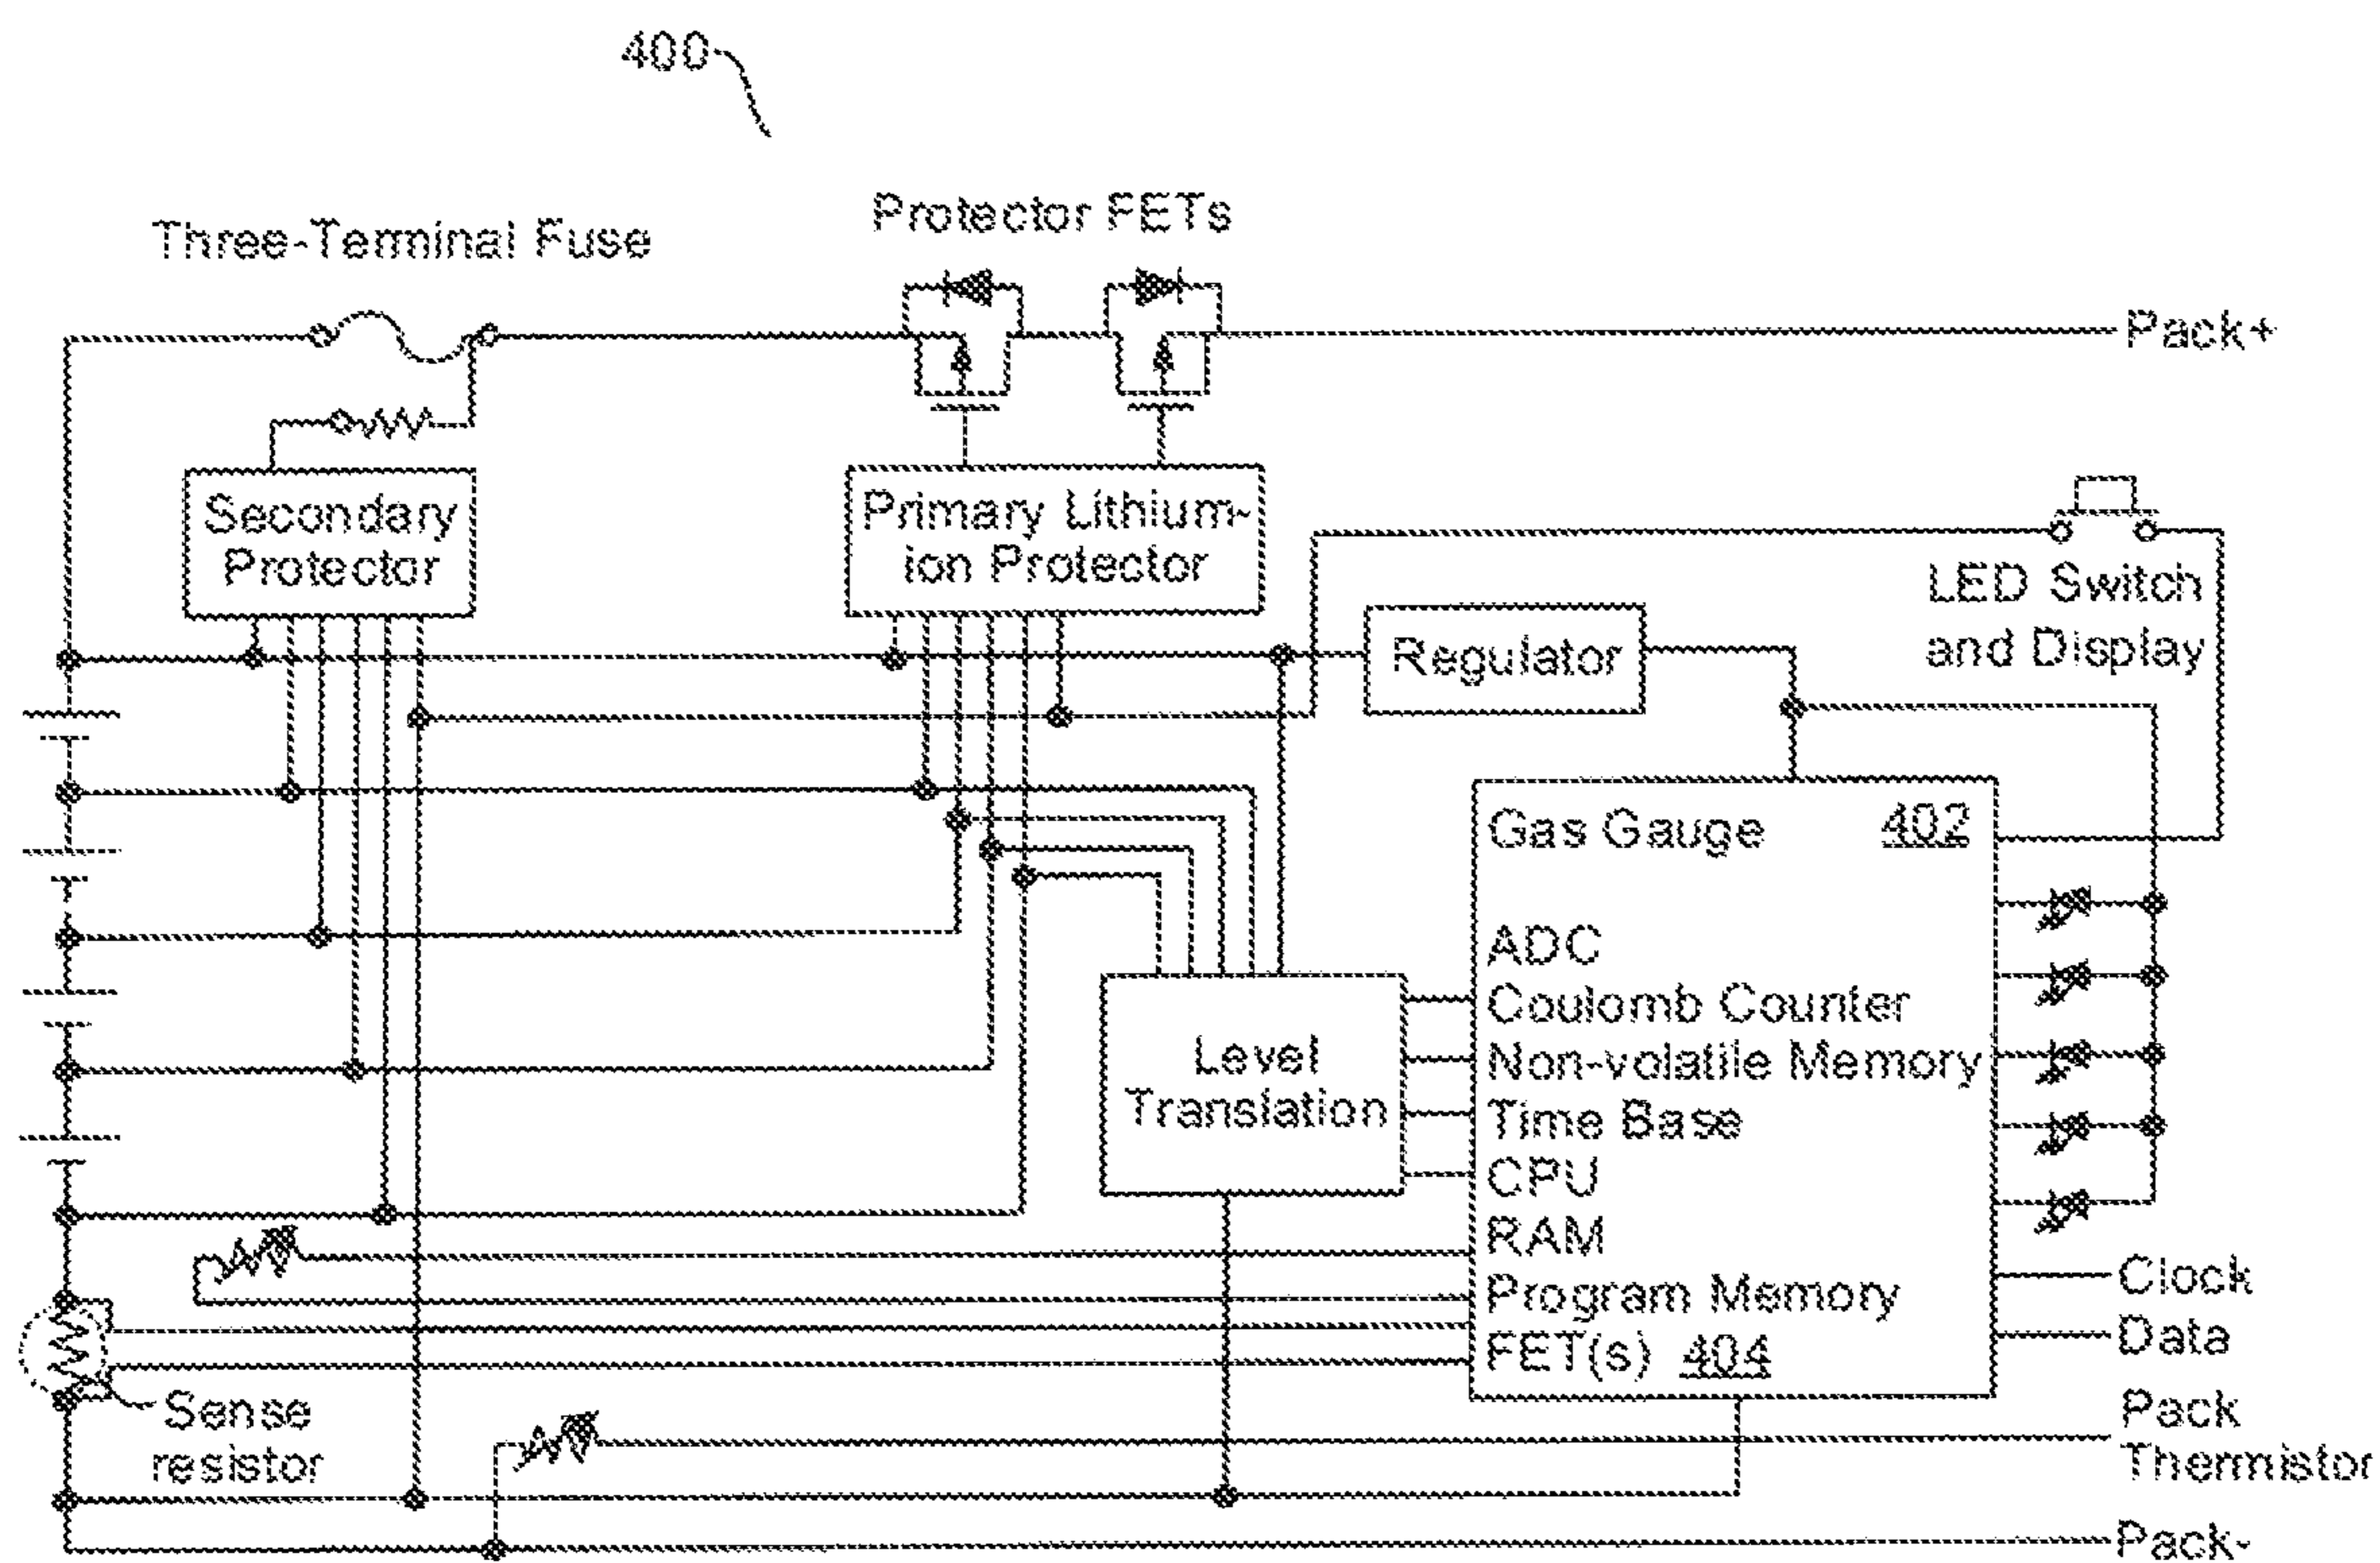 400
Three-Terminal Fuse
Protector FETs
Pack+
Secondary
Protector
Primary Lithium-
ion Protector
LED Switch
and Display
Regulator
Gas Gauge 402
ADC
Coulomb Counter
Non-volatile Memory
Time Base
CPU
RAM
Program Memory
FET(s) 404
Level
Translation
Clock
Data
Sense
resistor
Pack
Thermistor
Pack-